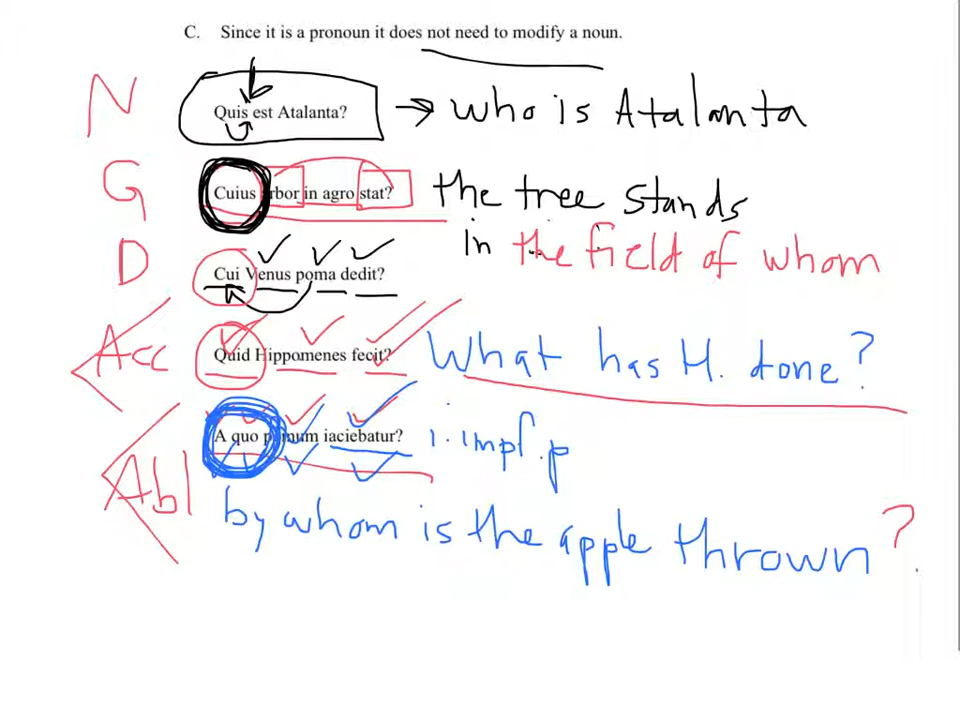 C. Since it is a pronoun it does not need to modify a noun.
N Quis est Atalanta? → who is Atalanta
G Cuius arbor in agro stat? the tree stands
in the field of whom
D Cui Venus poma dedit?
Acc Quid Hippomenes fecit? What has H. done?
A quo pomum iaciebatur? i. impf. p
Abl
by whom is the apple thrown?